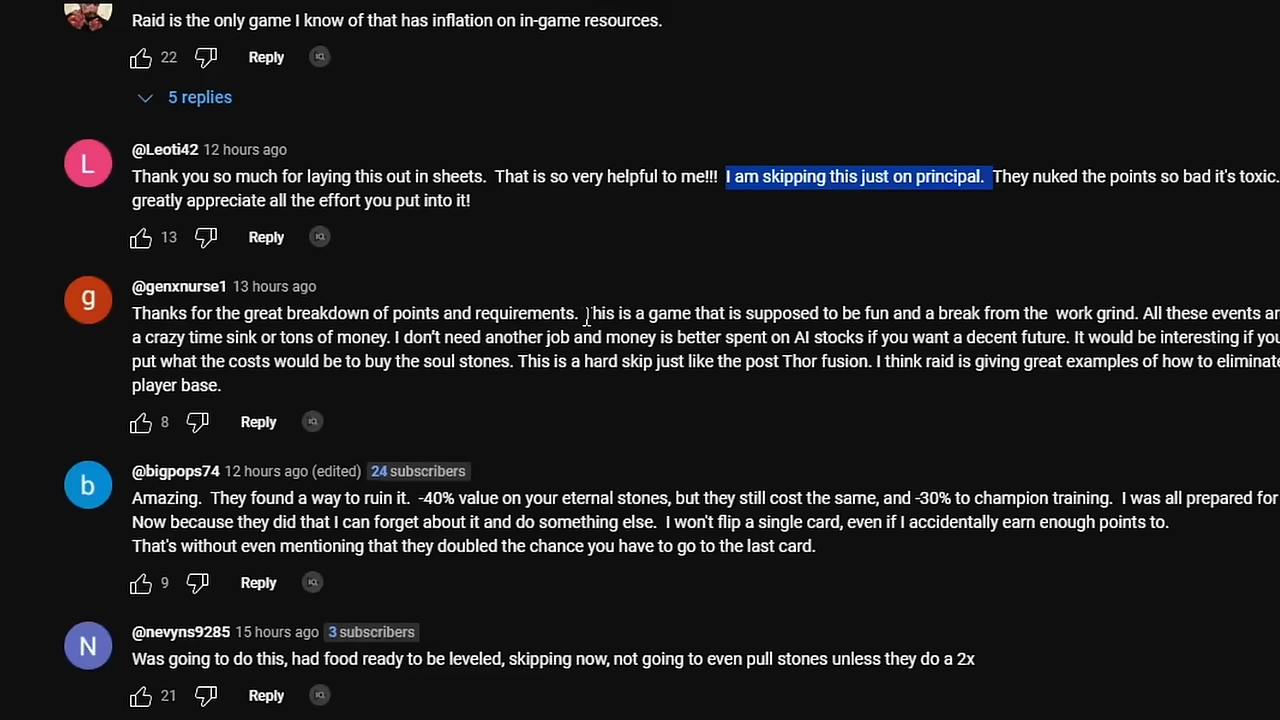 Raid is the only game I know of that has inflation on in-game resources.
22 Reply
5 replies
L
@Leoti42 12 hours ago
Thank you so much for laying this out in sheets. That is so very helpful to me!!! I am skipping this just on principal. They nuked the points so bad it's toxic.
greatly appreciate all the effort you put into it!
13 Reply
g
@genxnurse1 13 hours ago
Thanks for the great breakdown of points and requirements. This is a game that is supposed to be fun and a break from the work grind. All these events ar
a crazy time sink or tons of money. I don't need another job and money is better spent on AI stocks if you want a decent future. It would be interesting if you
put what the costs would be to buy the soul stones. This is a hard skip just like the post Thor fusion. I think raid is giving great examples of how to eliminate
player base.
8 Reply
b
@bigpops74 12 hours ago (edited) 24 subscribers
Amazing. They found a way to ruin it. -40% value on your eternal stones, but they still cost the same, and -30% to champion training. I was all prepared for
Now because they did that I can forget about it and do something else. I won't flip a single card, even if I accidentally earn enough points to.
That's without even mentioning that they doubled the chance you have to go to the last card.
9 Reply
N
@nevyns9285 15 hours ago 3 subscribers
Was going to do this, had food ready to be leveled, skipping now, not going to even pull stones unless they do a 2x
21 Reply